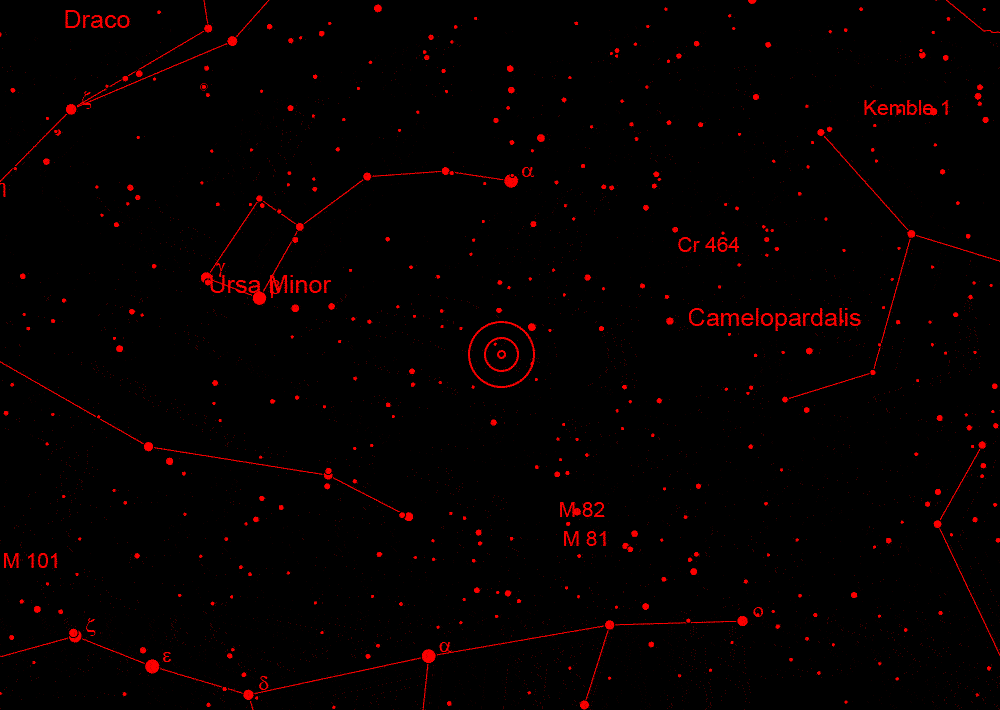 Draco
ξ
Kemble 1
η
α
Cr 464
γ
Ursa Minor
β
Camelopardalis
M 82
M 81
M 101
ζ
ο
α
ε
δ